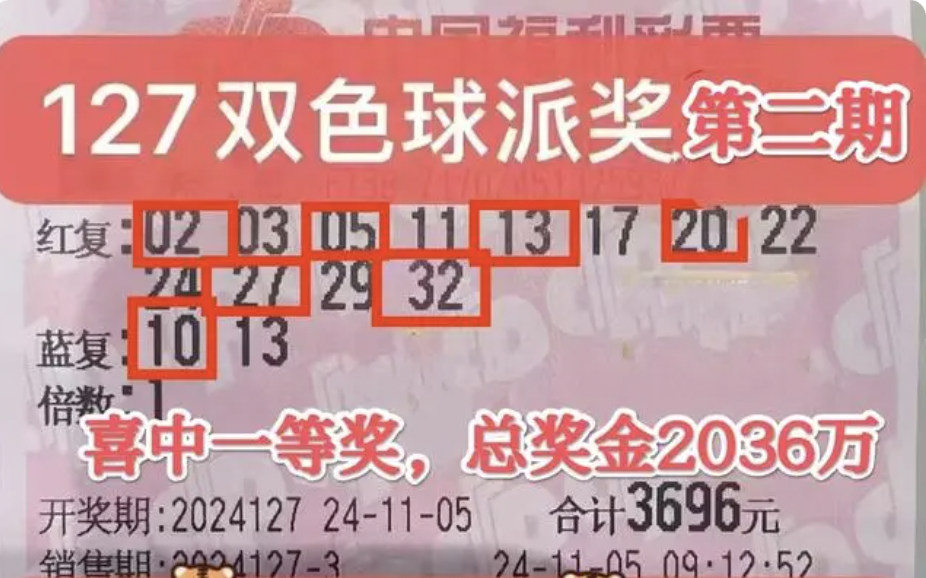 中国福利彩票
127双色球派奖第二期
红复:02 03 05 11 13 17 20 22
24 27 29 32
蓝复:10 13
倍数:1
喜中一等奖，总奖金2036万
开奖期:2024127 24-11-05 合计3696元
销售期:2024127-3 24-11-05 09:12:52